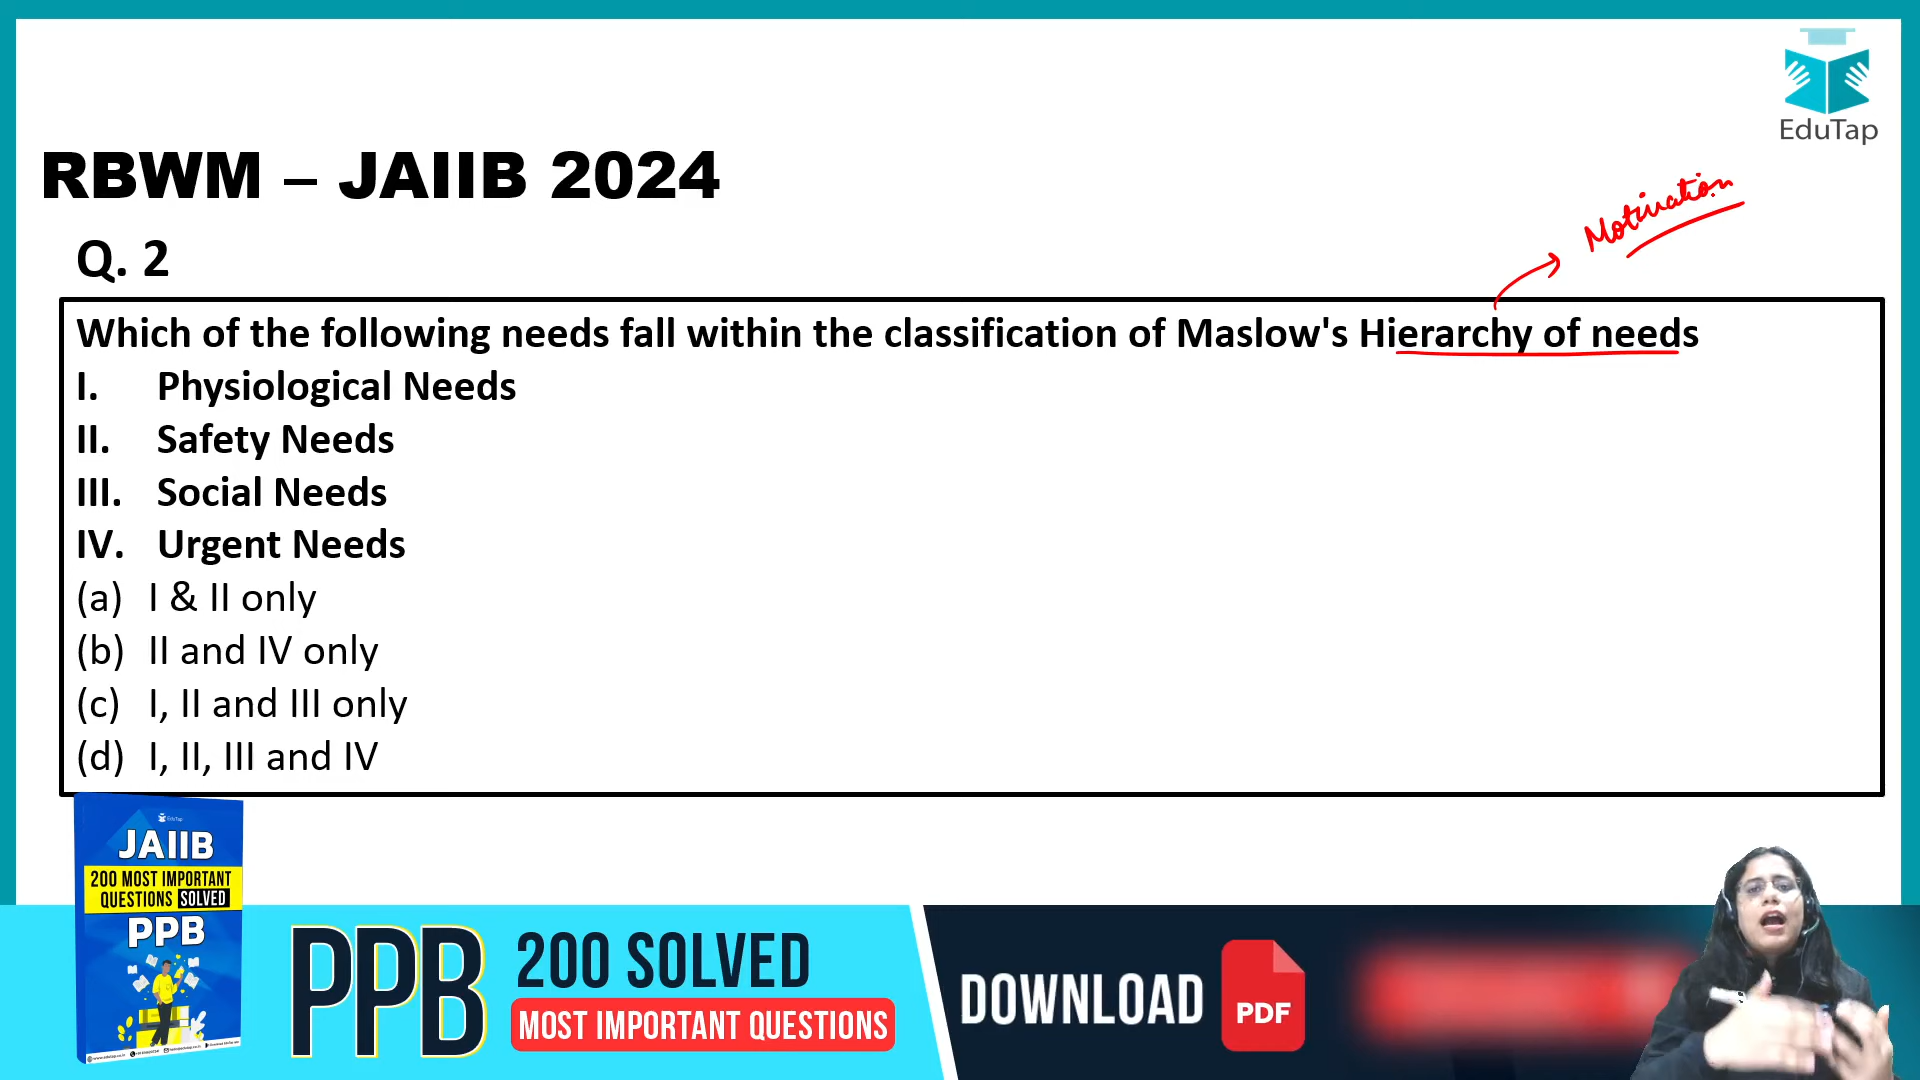 EduTap
RBWM – JAIIB 2024
Motivation
Q. 2
Which of the following needs fall within the classification of Maslow's Hierarchy of needs
I. Physiological Needs
II. Safety Needs
III. Social Needs
IV. Urgent Needs
(a) I & II only
(b) II and IV only
(c) I, II and III only
(d) I, II, III and IV
EduTap
JAIIB
200 MOST IMPORTANT
QUESTIONS SOLVED
PPB
PPB
200 SOLVED
MOST IMPORTANT QUESTIONS
DOWNLOAD
PDF